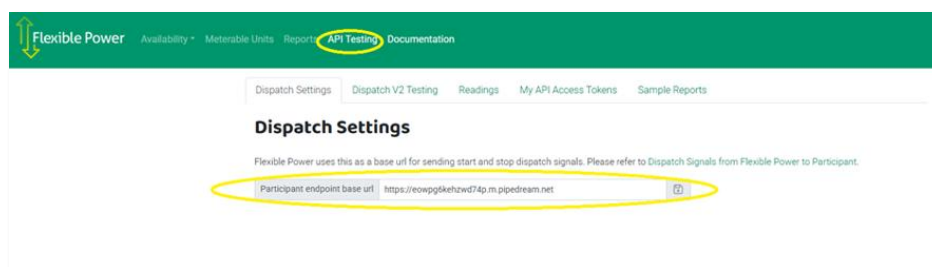 Flexible Power Availability Meterable Units Reports API Testing Documentation
Dispatch Settings Dispatch V2 Testing Readings My API Access Tokens Sample Reports
Dispatch Settings
Flexible Power uses this as a base url for sending start and stop dispatch signals. Please refer to Dispatch Signals from Flexible Power to Participant.
Participant endpoint base url https://eowpg6kehzwd74p.m.pipedream.net